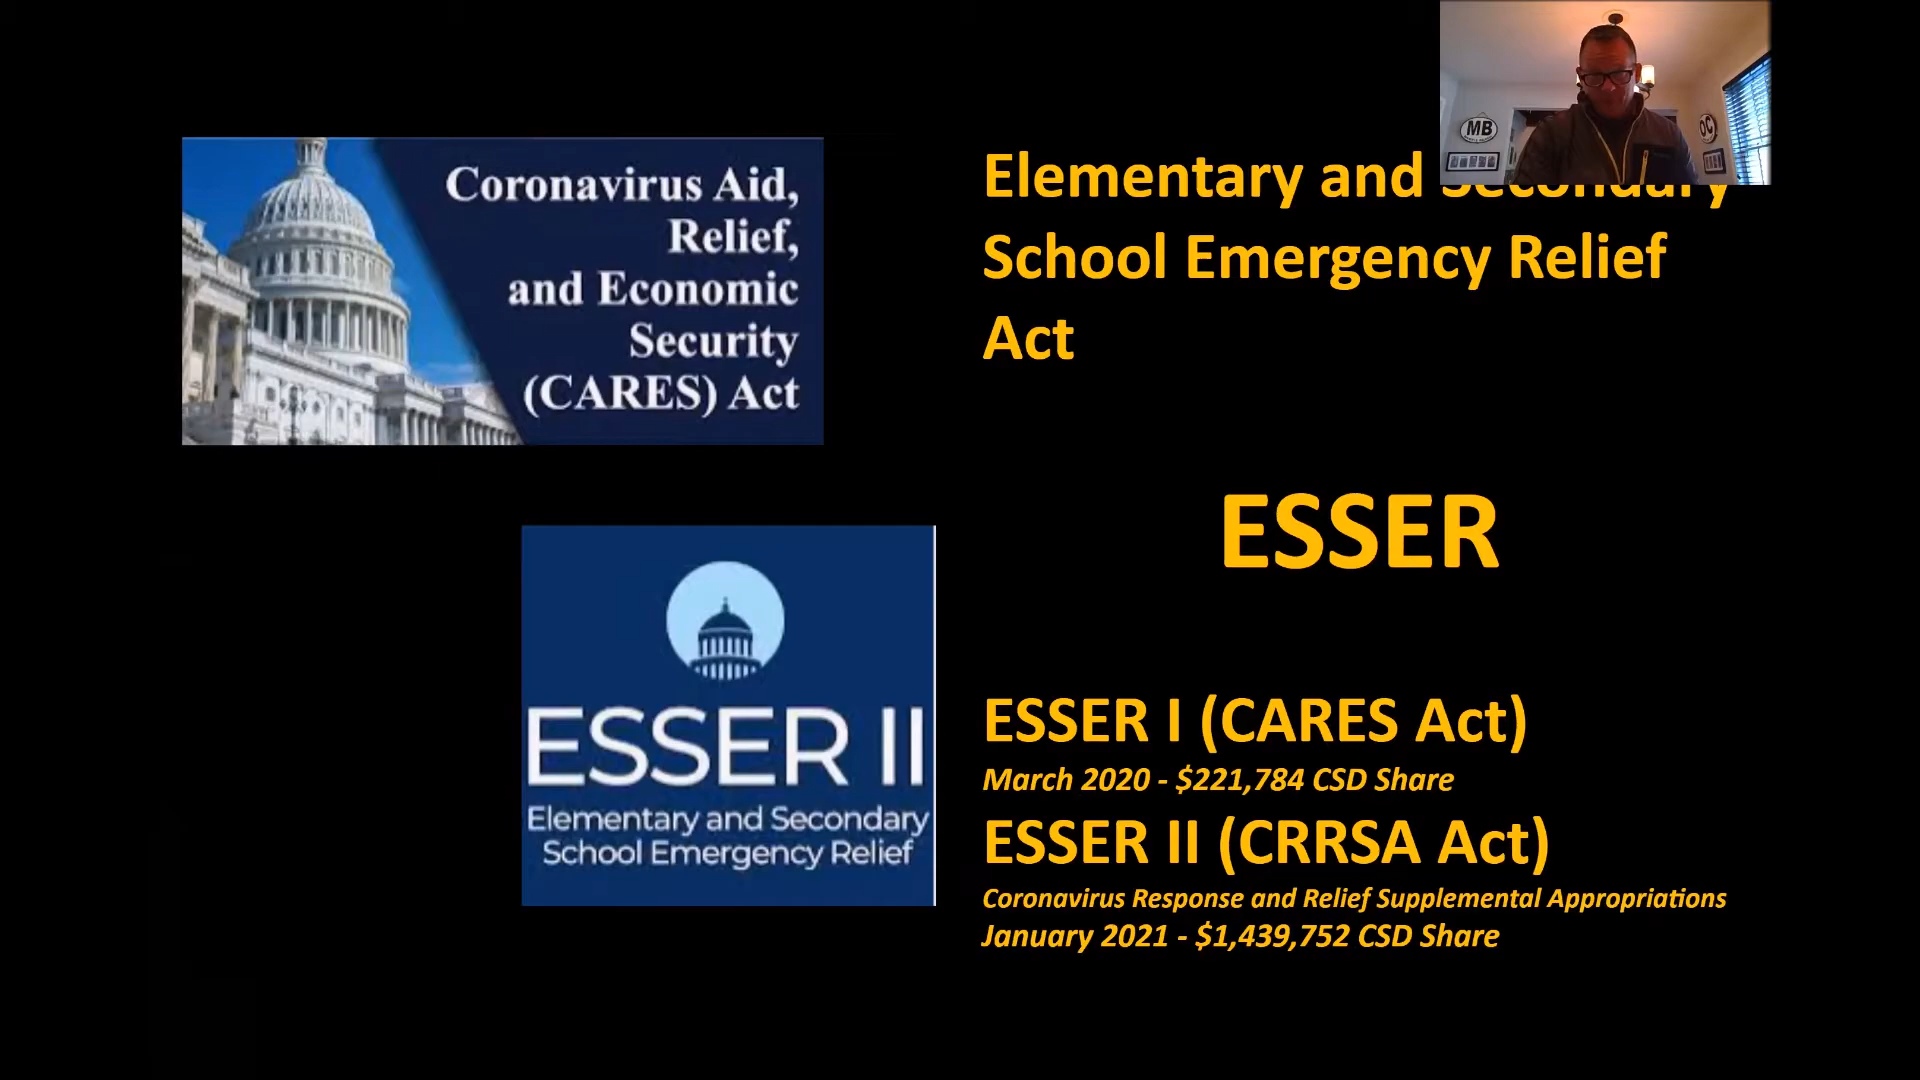 Coronavirus Aid,
Relief,
and Economic
Security
(CARES) Act
ESSER II
Elementary and Secondary
School Emergency Relief
MB
OC
Elementary and Secondary
School Emergency Relief
Act
ESSER
ESSER I (CARES Act)
March 2020 - $221,784 CSD Share
ESSER II (CRRSA Act)
Coronavirus Response and Relief Supplemental Appropriations
January 2021 - $1,439,752 CSD Share